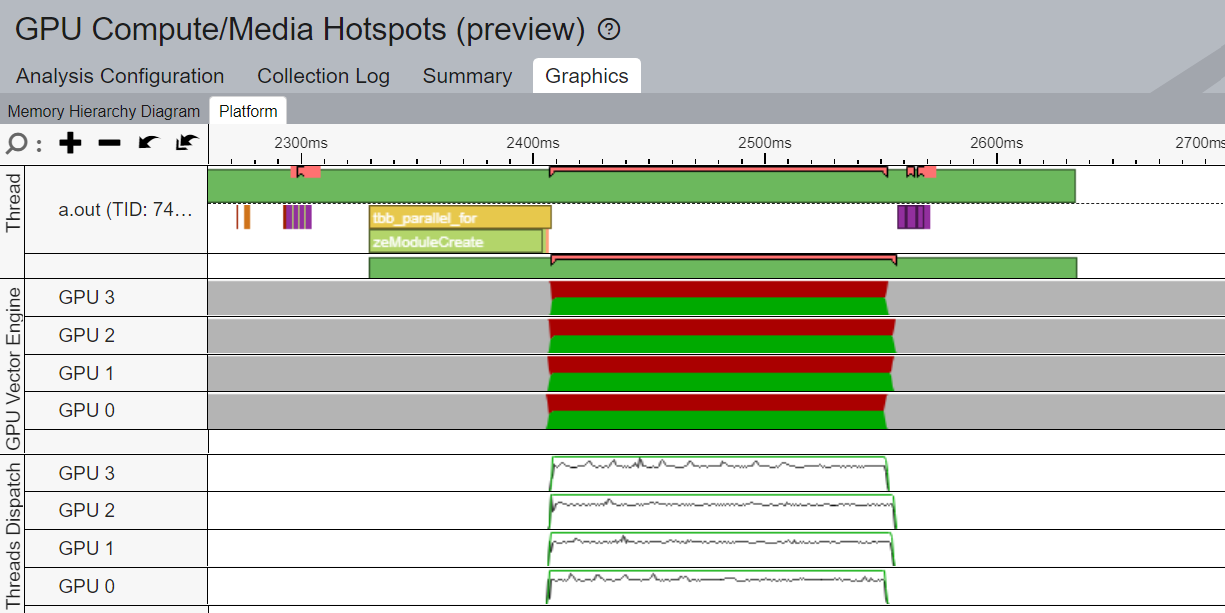 GPU Compute/Media Hotspots (preview) ?
Analysis Configuration Collection Log Summary Graphics
Memory Hierarchy Diagram Platform
2300ms 2400ms 2500ms 2600ms 2700ms
Thread
a.out (TID: 74…
tbb_parallel_for
zeModuleCreate
GPU Vector Engine
GPU 3
GPU 2
GPU 1
GPU 0
Threads Dispatch
GPU 3
GPU 2
GPU 1
GPU 0